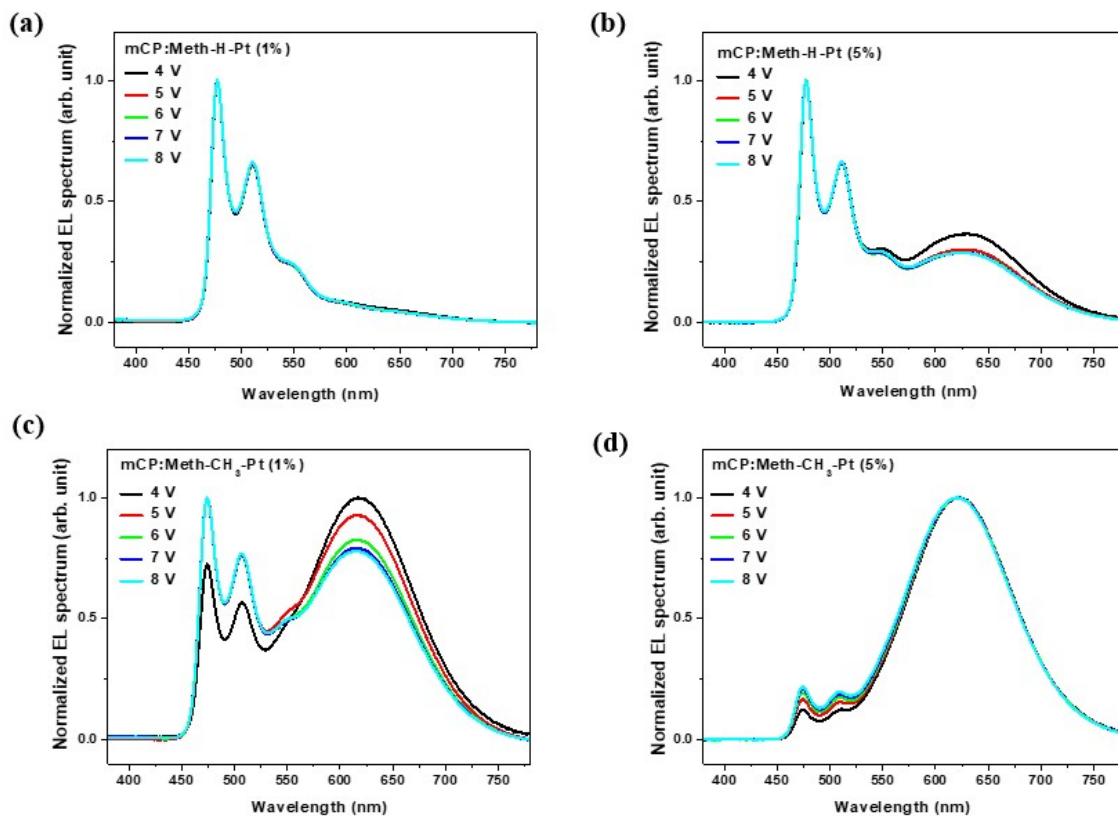 (a)
mCP:Meth-H-Pt (1%)
4 V
5 V
6 V
7 V
8 V
Normalized EL spectrum (arb. unit)
1.0
0.5
0.0
400 450 500 550 600 650 700 750
Wavelength (nm)
(b)
mCP:Meth-H-Pt (5%)
4 V
5 V
6 V
7 V
8 V
Normalized EL spectrum (arb. unit)
1.0
0.5
0.0
400 450 500 550 600 650 700 750
Wavelength (nm)
(c)
mCP:Meth-CH₃-Pt (1%)
4 V
5 V
6 V
7 V
8 V
Normalized EL spectrum (arb. unit)
1.0
0.5
0.0
400 450 500 550 600 650 700 750
Wavelength (nm)
(d)
mCP:Meth-CH₃-Pt (5%)
4 V
5 V
6 V
7 V
8 V
Normalized EL spectrum (arb. unit)
1.0
0.5
0.0
400 450 500 550 600 650 700 750
Wavelength (nm)